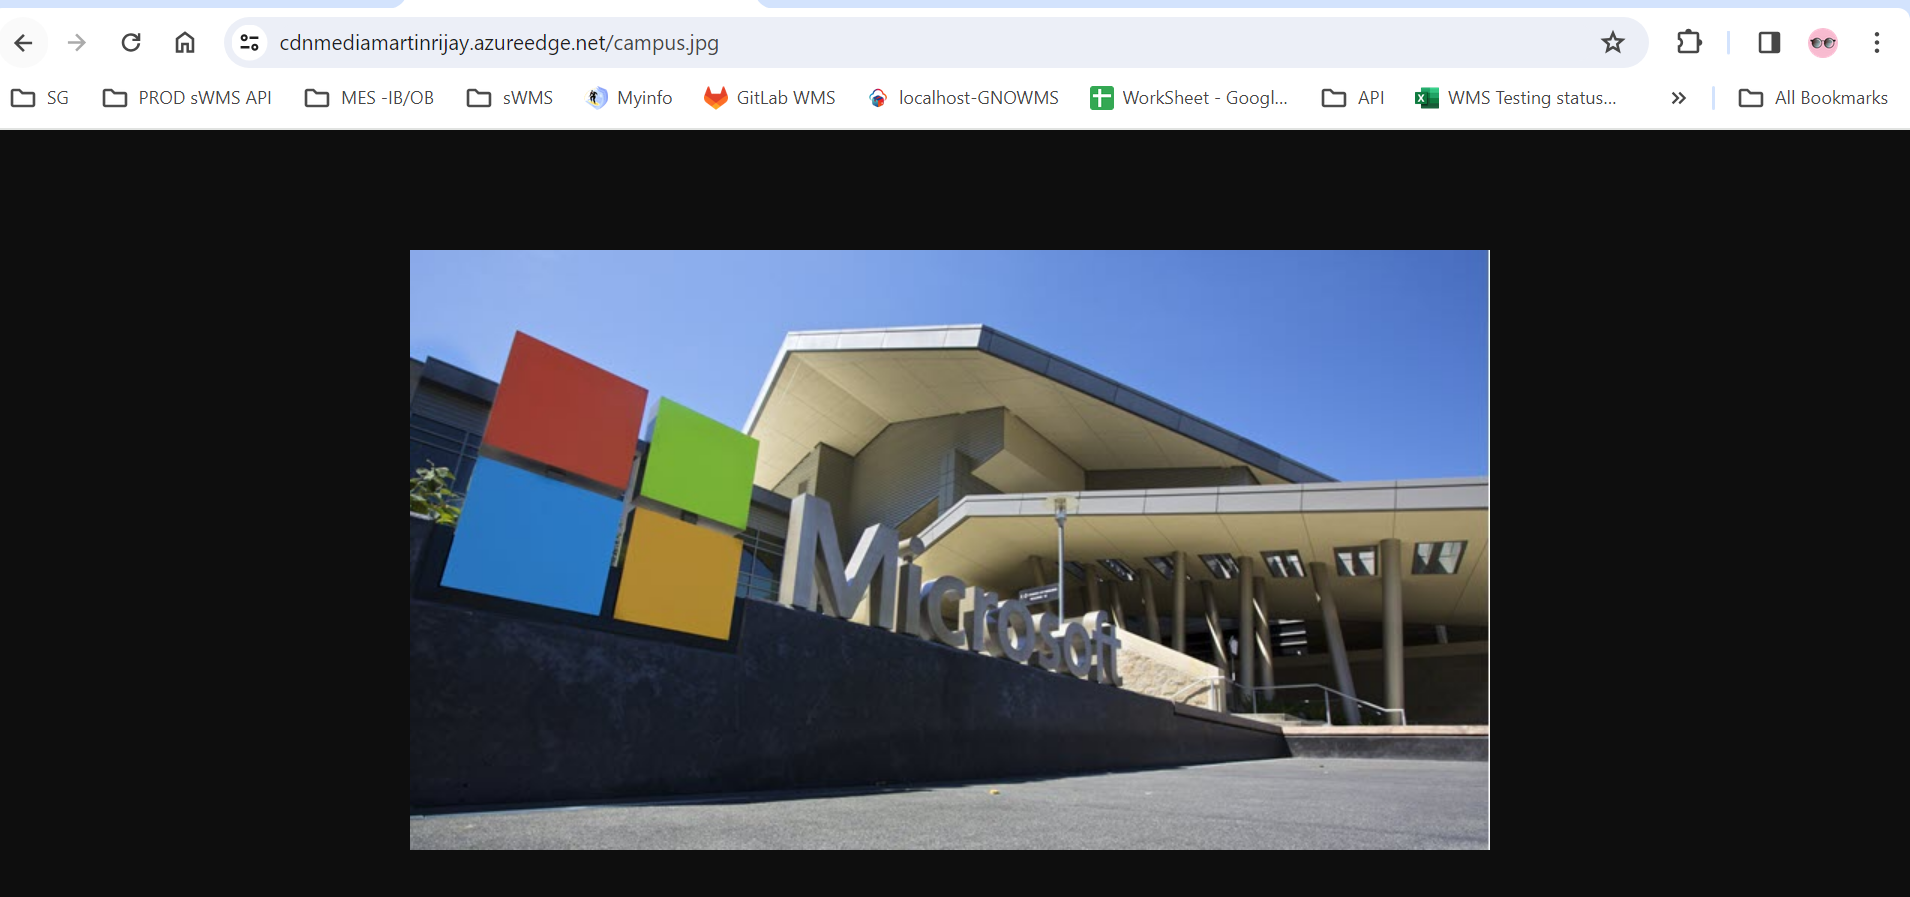 cdnmediamartinrijay.azureedge.net/campus.jpg
SG PROD sWMS API MES -IB/OB sWMS Myinfo GitLab WMS localhost-GNOWMS WorkSheet - Googl... API WMS Testing status... » All Bookmarks
Microsoft